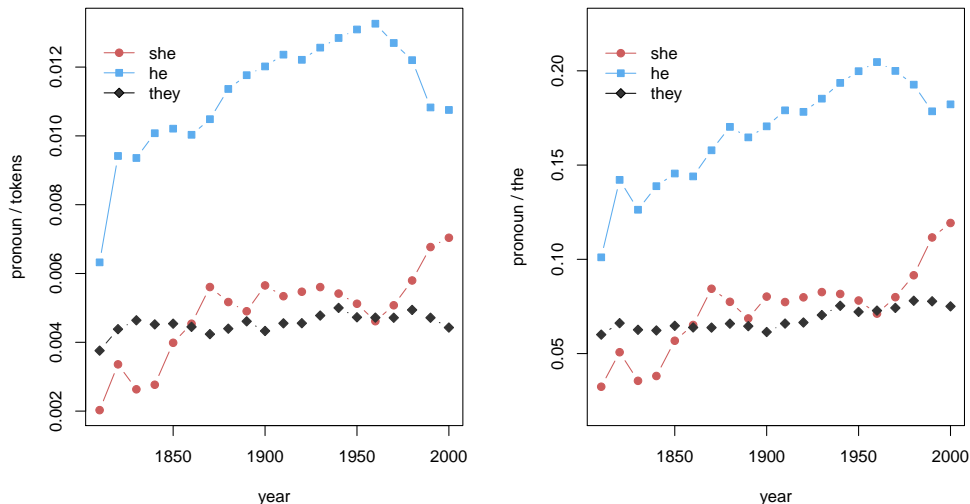 she
he
they
0.002
0.004
0.006
0.008
0.010
0.012
pronoun / tokens
1850
1900
1950
2000
year
she
he
they
0.05
0.10
0.15
0.20
pronoun / the
1850
1900
1950
2000
year